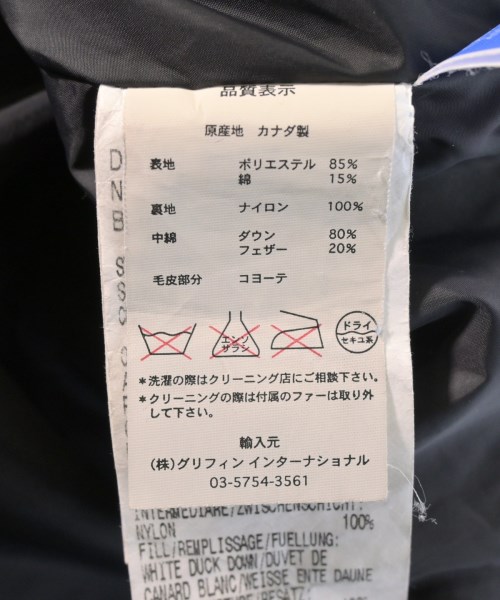 品質表示
原産地 カナダ製
表地 ポリエステル 85%
綿 15%
裏地 ナイロン 100%
中綿 ダウン 80%
フェザー 20%
毛皮部分 コヨーテ
エンソ
サラシ
ドライ
セキユ系
*洗濯の際はクリーニング店にご相談下さい。
*クリーニングの際は付属のファーは取り外
して下さい。
輸入元
(株)グリフィン インターナショナル
03-5754-3561
INTERMEDIAIRE/ZWISCHENSCHICHT:
NYLON 100%
FILL/REMPLISSAGE/FUELLUNG:
WHITE DUCK DOWN/DUVET DE
CANARD BLANC/WEISSE ENTE DAUNE
D
N
B